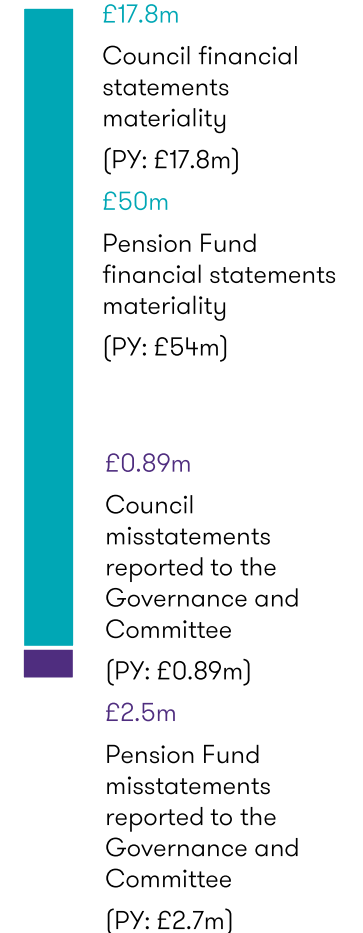 £17.8m
Council financial
statements
materiality
(PY: £17.8m)
£50m
Pension Fund
financial statements
materiality
(PY: £54m)
£0.89m
Council
misstatements
reported to the
Governance and
Committee
(PY: £0.89m)
£2.5m
Pension Fund
misstatements
reported to the
Governance and
Committee
(PY: £2.7m)